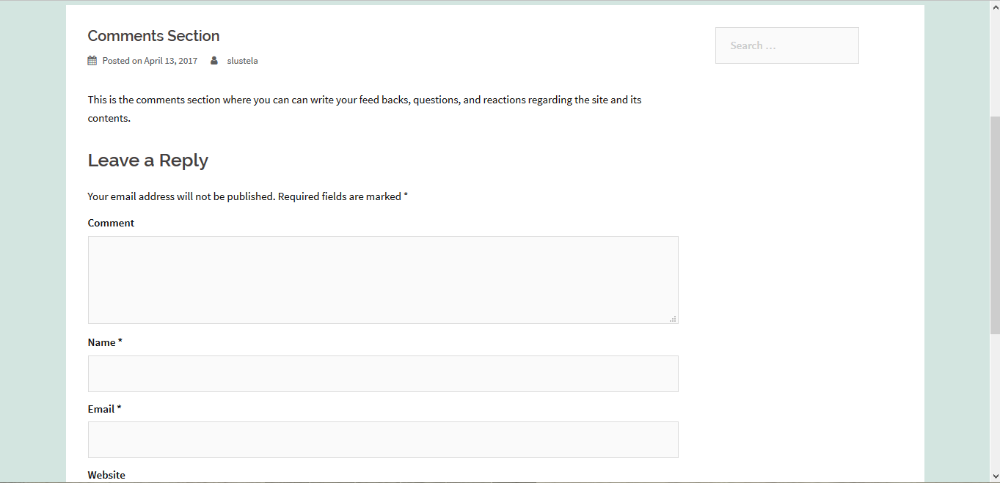 Comments Section
Search ...
Posted on April 13, 2017 slustela
This is the comments section where you can can write your feed backs, questions, and reactions regarding the site and its
contents.
Leave a Reply
Your email address will not be published. Required fields are marked *
Comment
Name *
Email *
Website